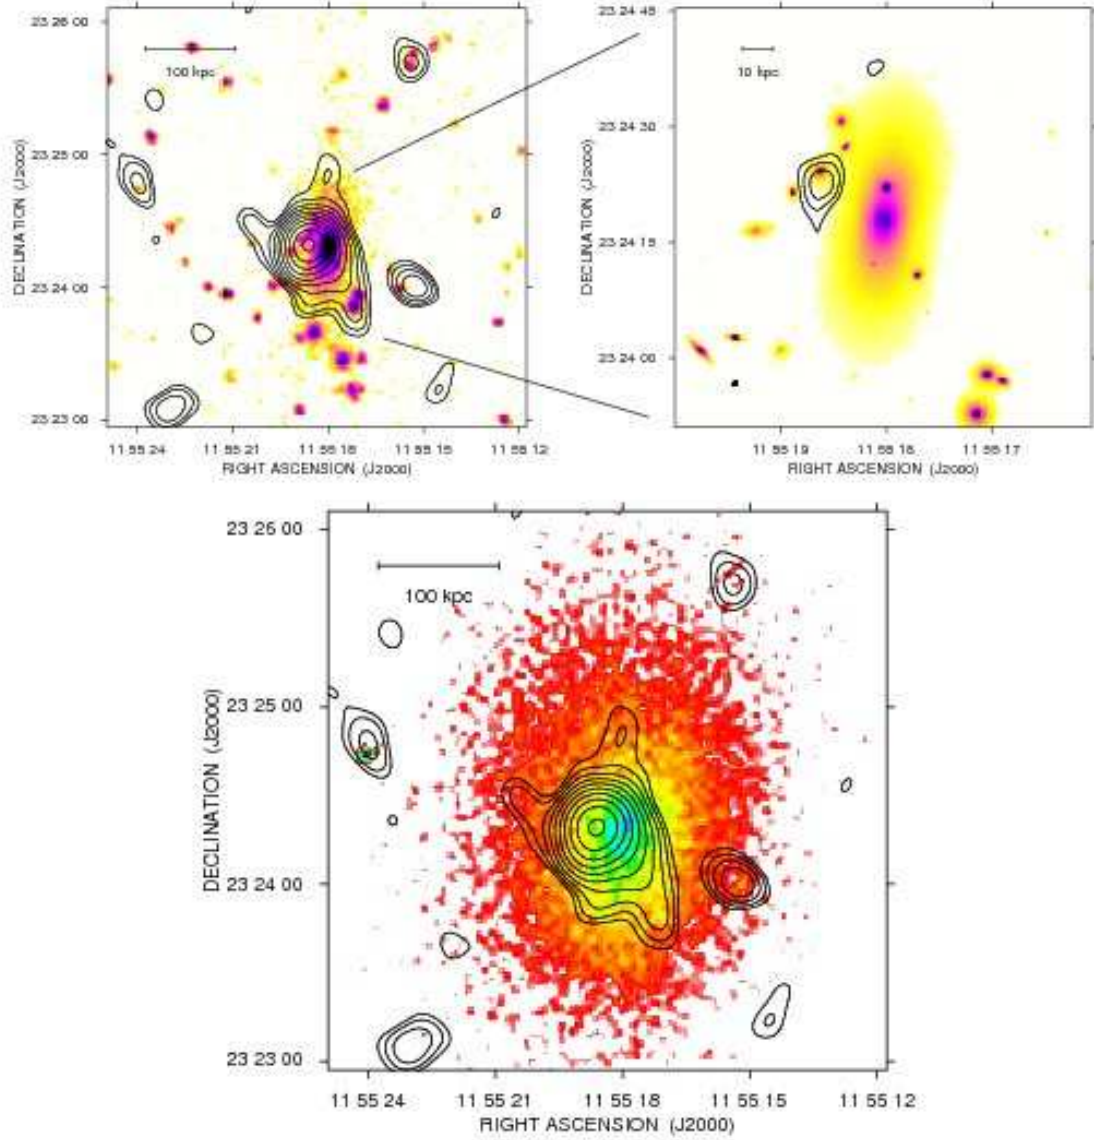 23 26 00
23 25 00
23 24 00
23 23 00
DECLINATION (J2000)
100 kpc
11 55 24 11 55 21 11 55 18 11 55 15 11 55 12
RIGHT ASCENSION (J2000)
23 24 45
23 24 30
23 24 15
23 24 00
DECLINATION (J2000)
10 kpc
11 55 19 11 55 18 11 55 17
RIGHT ASCENSION (J2000)
23 26 00
23 25 00
23 24 00
23 23 00
DECLINATION (J2000)
100 kpc
11 55 24 11 55 21 11 55 18 11 55 15 11 55 12
RIGHT ASCENSION (J2000)